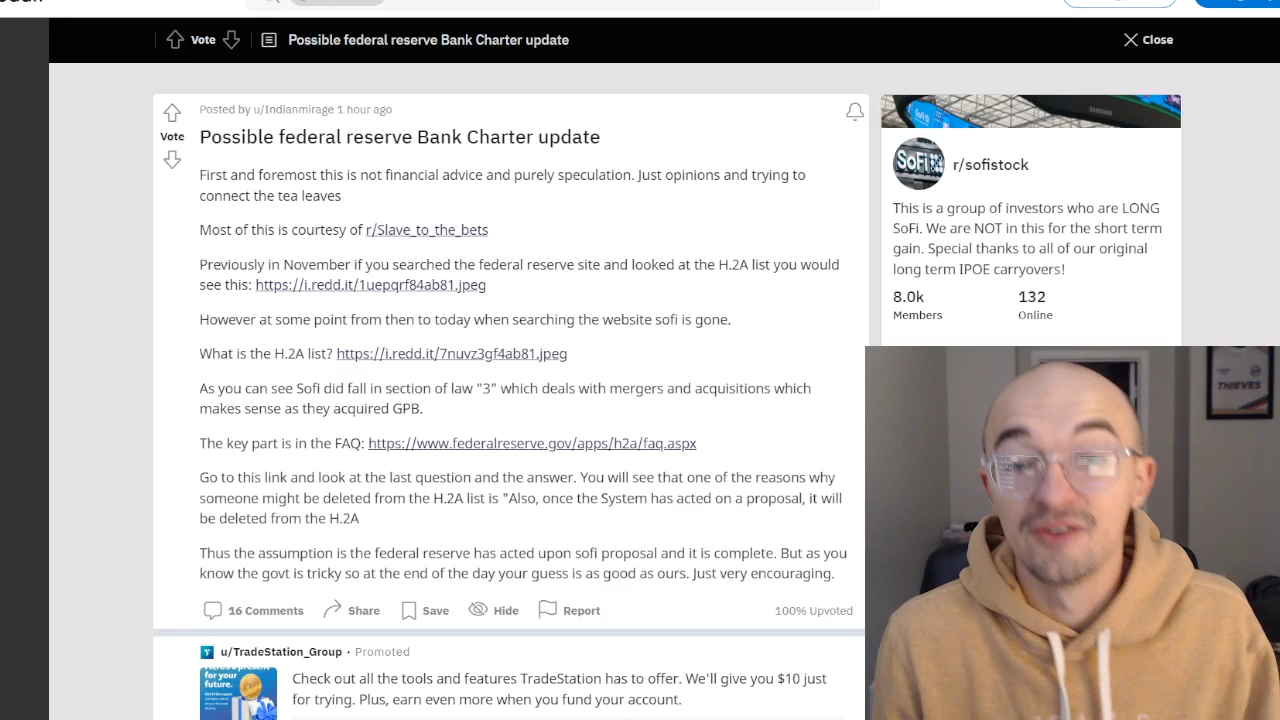 Vote
Possible federal reserve Bank Charter update
Close
Posted by u/Indianmirage 1 hour ago
Vote
Possible federal reserve Bank Charter update
First and foremost this is not financial advice and purely speculation. Just opinions and trying to
connect the tea leaves
Most of this is courtesy of r/Slave_to_the_bets
Previously in November if you searched the federal reserve site and looked at the H.2A list you would
see this: https://i.redd.it/1uepqrf84ab81.jpeg
However at some point from then to today when searching the website sofi is gone.
What is the H.2A list? https://i.redd.it/7nuvz3gf4ab81.jpeg
As you can see Sofi did fall in section of law "3" which deals with mergers and acquisitions which
makes sense as they acquired GPB.
The key part is in the FAQ: https://www.federalreserve.gov/apps/h2a/faq.aspx
Go to this link and look at the last question and the answer. You will see that one of the reasons why
someone might be deleted from the H.2A list is "Also, once the System has acted on a proposal, it will
be deleted from the H.2A
Thus the assumption is the federal reserve has acted upon sofi proposal and it is complete. But as you
know the govt is tricky so at the end of the day your guess is as good as ours. Just very encouraging.
16 Comments
Share
Save
Hide
Report
100% Upvoted
u/TradeStation_Group • Promoted
for your
future.
Check out all the tools and features TradeStation has to offer. We'll give you $10 just
for trying. Plus, earn even more when you fund your account.
SAMSUNG
SoFi
r/sofistock
This is a group of investors who are LONG
SoFi. We are NOT in this for the short term
gain. Special thanks to all of our original
long term IPOE carryovers!
8.0k
132
Members
Online
THIEVES